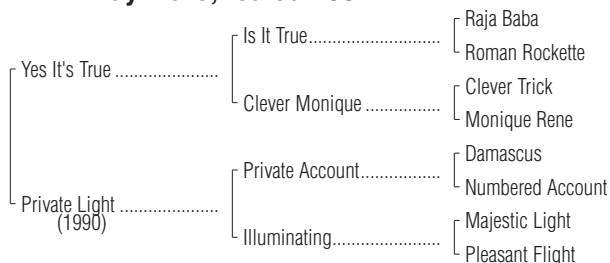 Raja Baba
Is It True
Roman Rockette
Yes It's True
Clever Trick
Clever Monique
Monique Rene
Damascus
Private Account
Numbered Account
Private Light
(1990)
Majestic Light
Illuminating
Pleasant Flight